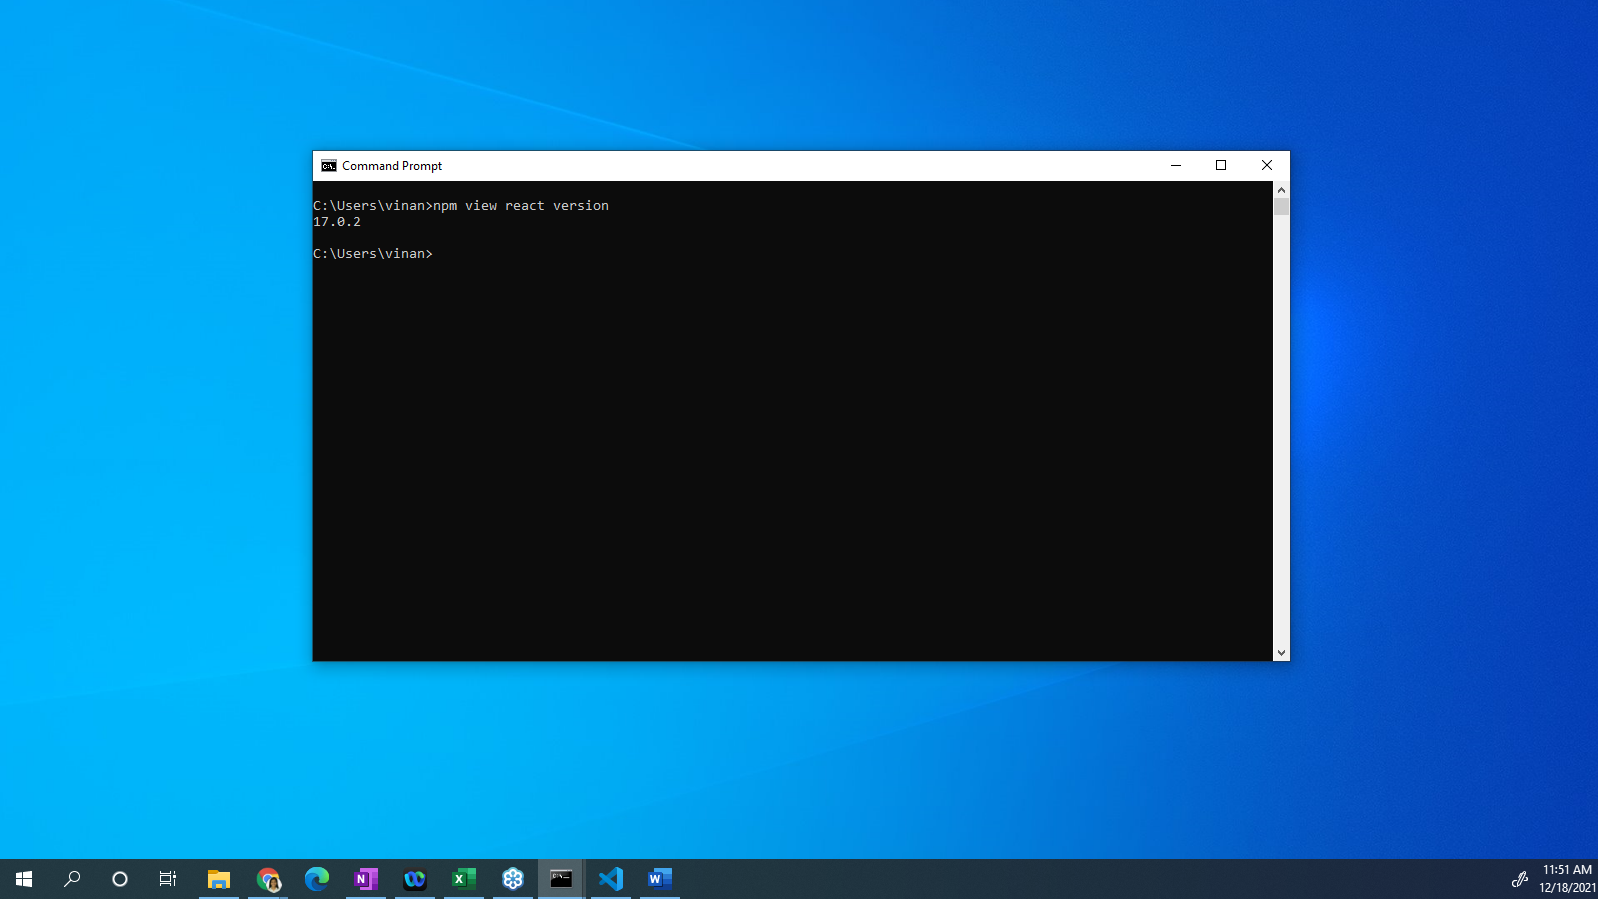 Command Prompt
C:\Users\vinan>npm view react version
17.0.2
C:\Users\vinan>
11:51 AM
12/18/2021